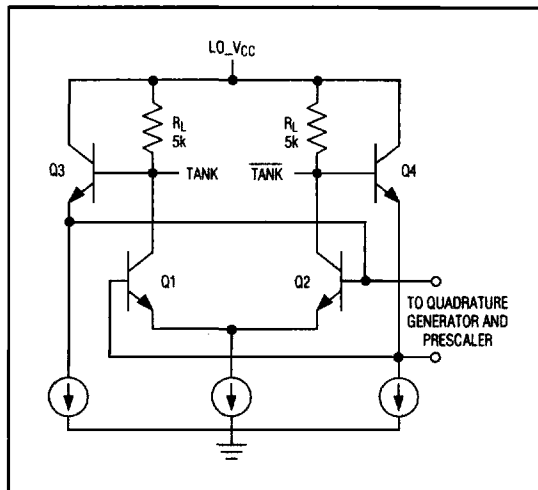 LO_VCC
RL
5k
RL
5k
Q3
TANK
TANK
Q4
Q1
Q2
TO QUADRATURE
GENERATOR AND
PRESCALER